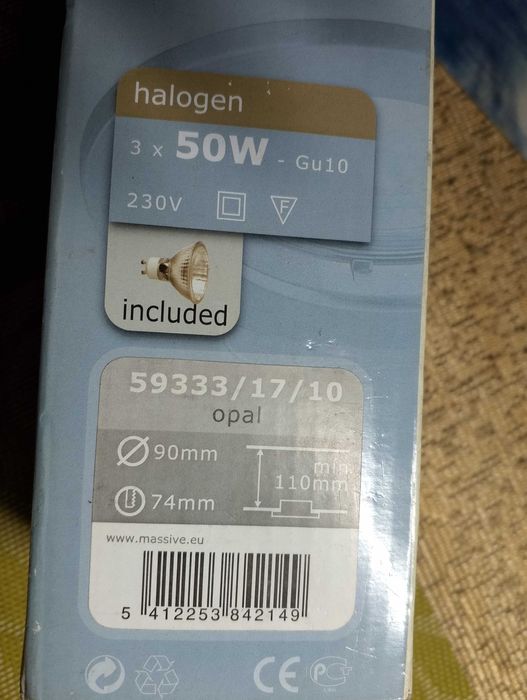 halogen
3 x 50W - Gu10
230V F
included
59333/17/10
opal
90mm
min.
110mm
74mm
www.massive.eu
5 412253 842149
CE